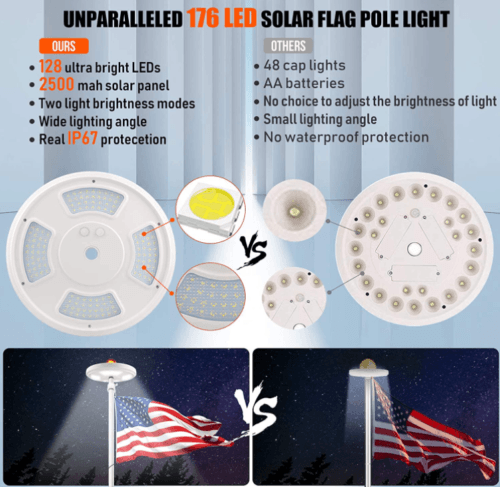 UNPARALLELED 176 LED SOLAR FLAG POLE LIGHT
OURS
• 128 ultra bright LEDs
• 2500 mah solar panel
• Two light brightness modes
• Wide lighting angle
• Real IP67 protecetion
OTHERS
• 48 cap lights
• AA batteries
• No choice to adjust the brightness of light
• Small lighting angle
• No waterproof protection
VS
VS